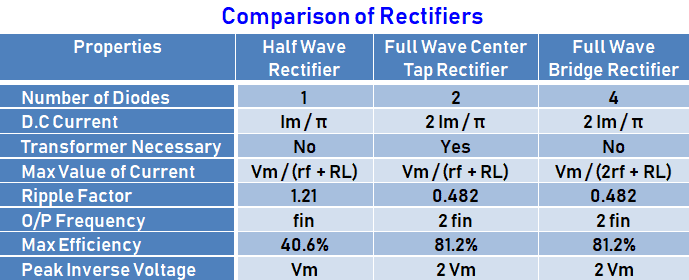 Comparison of Rectifiers
Properties Half Wave Rectifier Full Wave Center Tap Rectifier Full Wave Bridge Rectifier
Number of Diodes 1 2 4
D.C Current Im / π 2 Im / π 2 Im / π
Transformer Necessary No Yes No
Max Value of Current Vm / (rf + RL) Vm / (rf + RL) Vm / (2rf + RL)
Ripple Factor 1.21 0.482 0.482
O/P Frequency fin 2 fin 2 fin
Max Efficiency 40.6% 81.2% 81.2%
Peak Inverse Voltage Vm 2 Vm 2 Vm